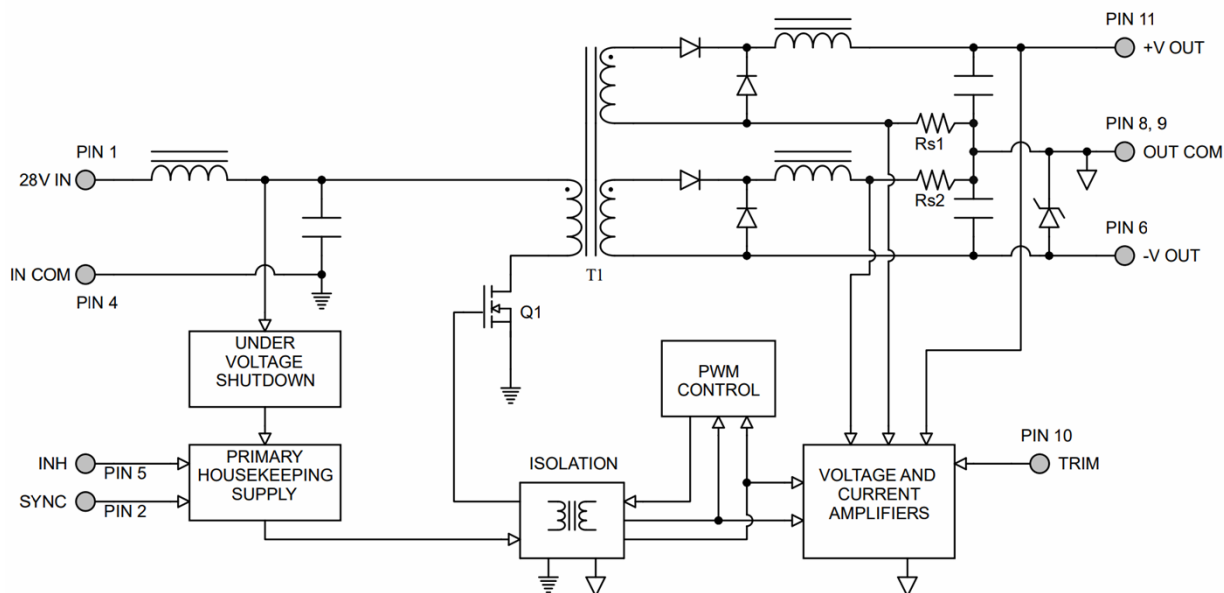 PIN 11
+V OUT
Rs1
PIN 8, 9
OUT COM
PIN 1
28V IN
Rs2
PIN 6
-V OUT
IN COM
PIN 4
T1
Q1
UNDER
VOLTAGE
SHUTDOWN
PWM
CONTROL
PIN 10
TRIM
INH
PIN 5
SYNC
PIN 2
PRIMARY
HOUSEKEEPING
SUPPLY
ISOLATION
VOLTAGE AND
CURRENT
AMPLIFIERS